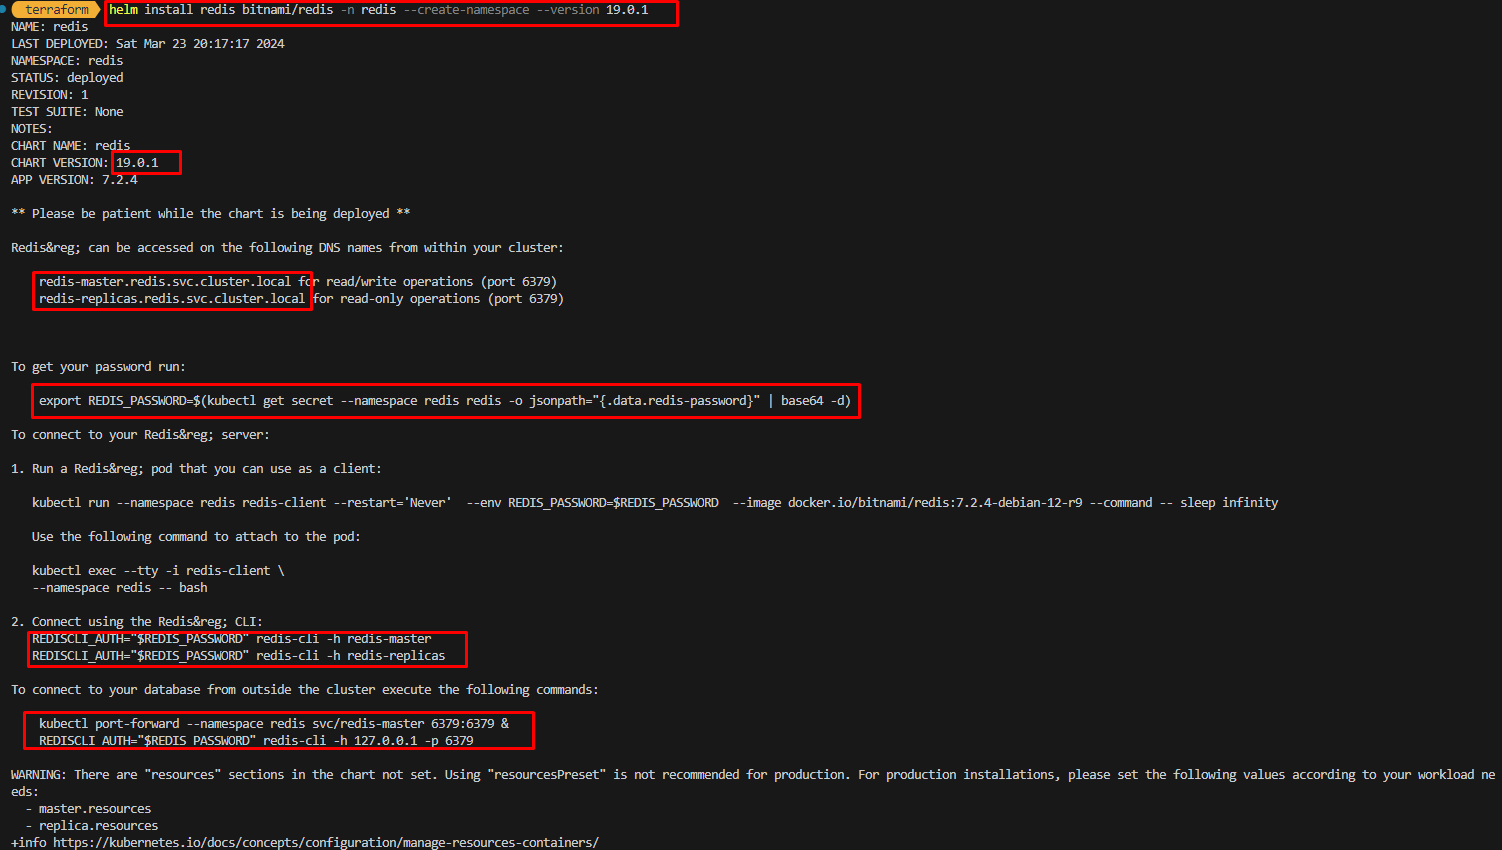 terraform helm install redis bitnami/redis -n redis --create-namespace --version 19.0.1
NAME: redis
LAST DEPLOYED: Sat Mar 23 20:17:17 2024
NAMESPACE: redis
STATUS: deployed
REVISION: 1
TEST SUITE: None
NOTES:
CHART NAME: redis
CHART VERSION: 19.0.1
APP VERSION: 7.2.4
** Please be patient while the chart is being deployed **
Redis&reg; can be accessed on the following DNS names from within your cluster:
redis-master.redis.svc.cluster.local for read/write operations (port 6379)
redis-replicas.redis.svc.cluster.local for read-only operations (port 6379)
To get your password run:
export REDIS_PASSWORD=$(kubectl get secret --namespace redis redis -o jsonpath="{.data.redis-password}" | base64 -d)
To connect to your Redis&reg; server:
1. Run a Redis&reg; pod that you can use as a client:
kubectl run --namespace redis redis-client --restart='Never'  --env REDIS_PASSWORD=$REDIS_PASSWORD  --image docker.io/bitnami/redis:7.2.4-debian-12-r9 --command -- sleep infinity
Use the following command to attach to the pod:
kubectl exec --tty -i redis-client \
--namespace redis -- bash
2. Connect using the Redis&reg; CLI:
REDISCLI_AUTH="$REDIS_PASSWORD" redis-cli -h redis-master
REDISCLI_AUTH="$REDIS_PASSWORD" redis-cli -h redis-replicas
To connect to your database from outside the cluster execute the following commands:
kubectl port-forward --namespace redis svc/redis-master 6379:6379 &
REDISCLI_AUTH="$REDIS_PASSWORD" redis-cli -h 127.0.0.1 -p 6379
WARNING: There are "resources" sections in the chart not set. Using "resourcesPreset" is not recommended for production. For production installations, please set the following values according to your workload ne
eds:
- master.resources
- replica.resources
+info https://kubernetes.io/docs/concepts/configuration/manage-resources-containers/